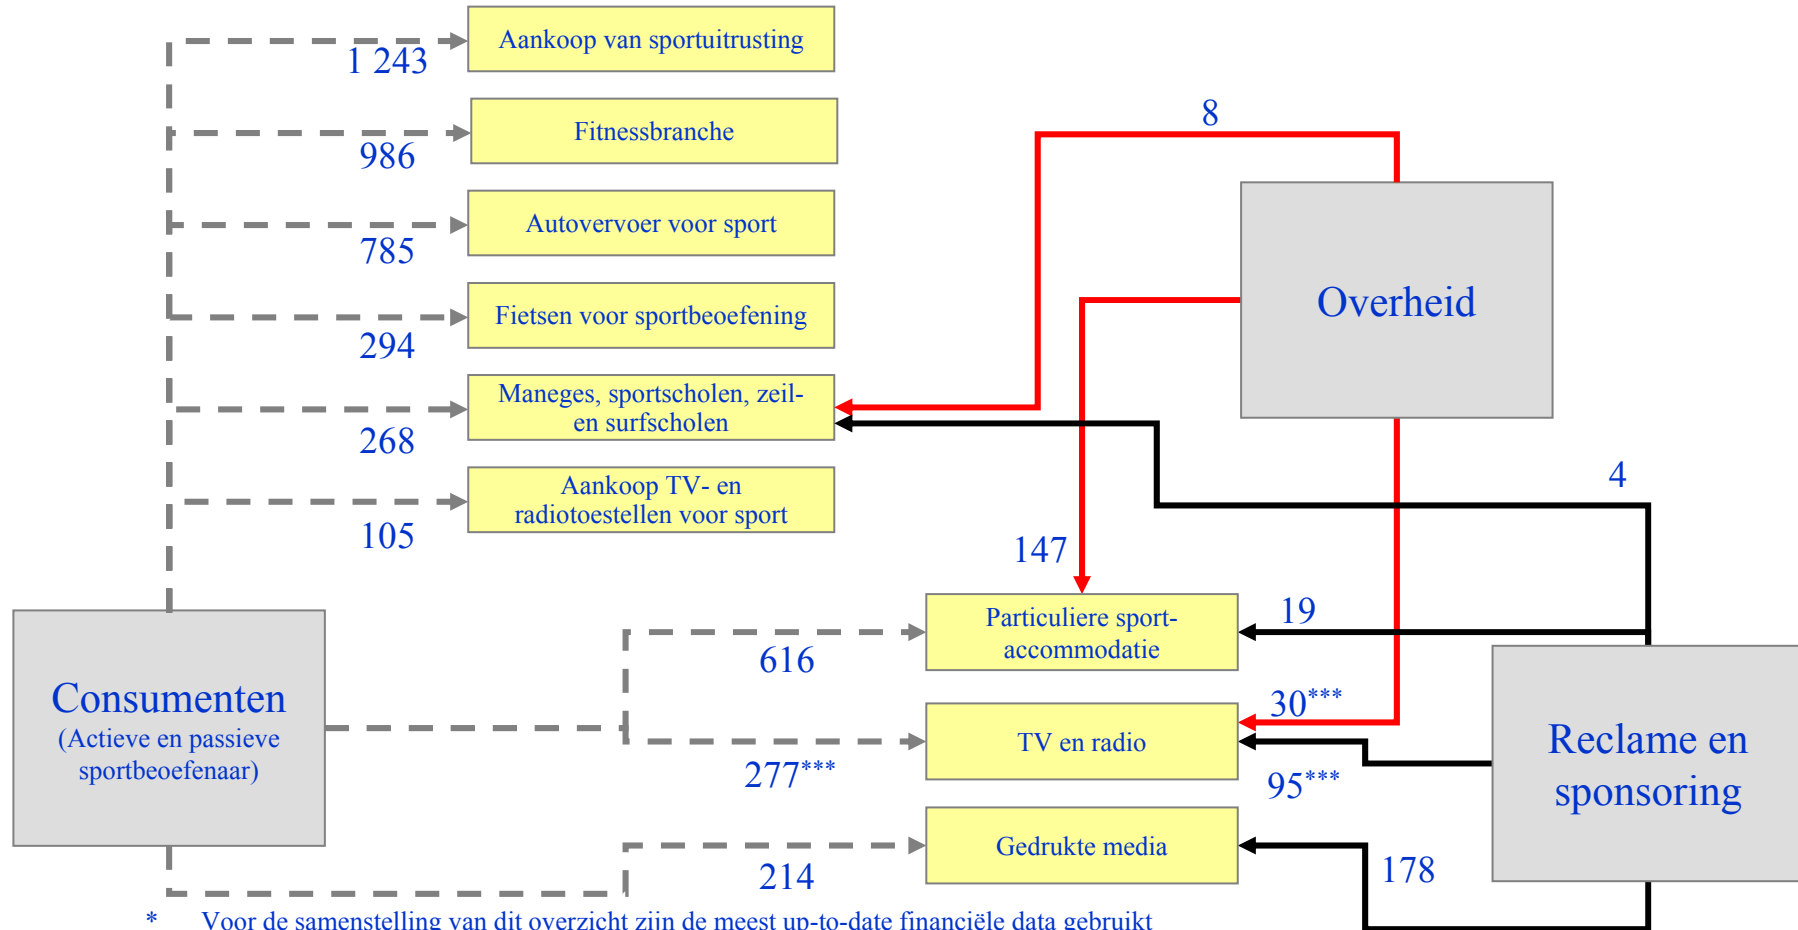 Aankoop van sportuitrusting
1 243
8
Fitnessbranche
986
Autovervoer voor sport
785
Overheid
Fietsen voor sportbeoefening
294
Maneges, sportscholen, zeil-
en surfscholen
268
4
Aankoop TV- en
radiotoestellen voor sport
105
147
Particuliere sport-
accommodatie
19
616
Consumenten
(Actieve en passieve
sportbeoefenaar)
30***
TV en radio
277***
95***
Reclame en
sponsoring
Gedrukte media
214
178
* Voor de samenstelling van dit overzicht zijn de meest up-to-date financiële data gebruikt